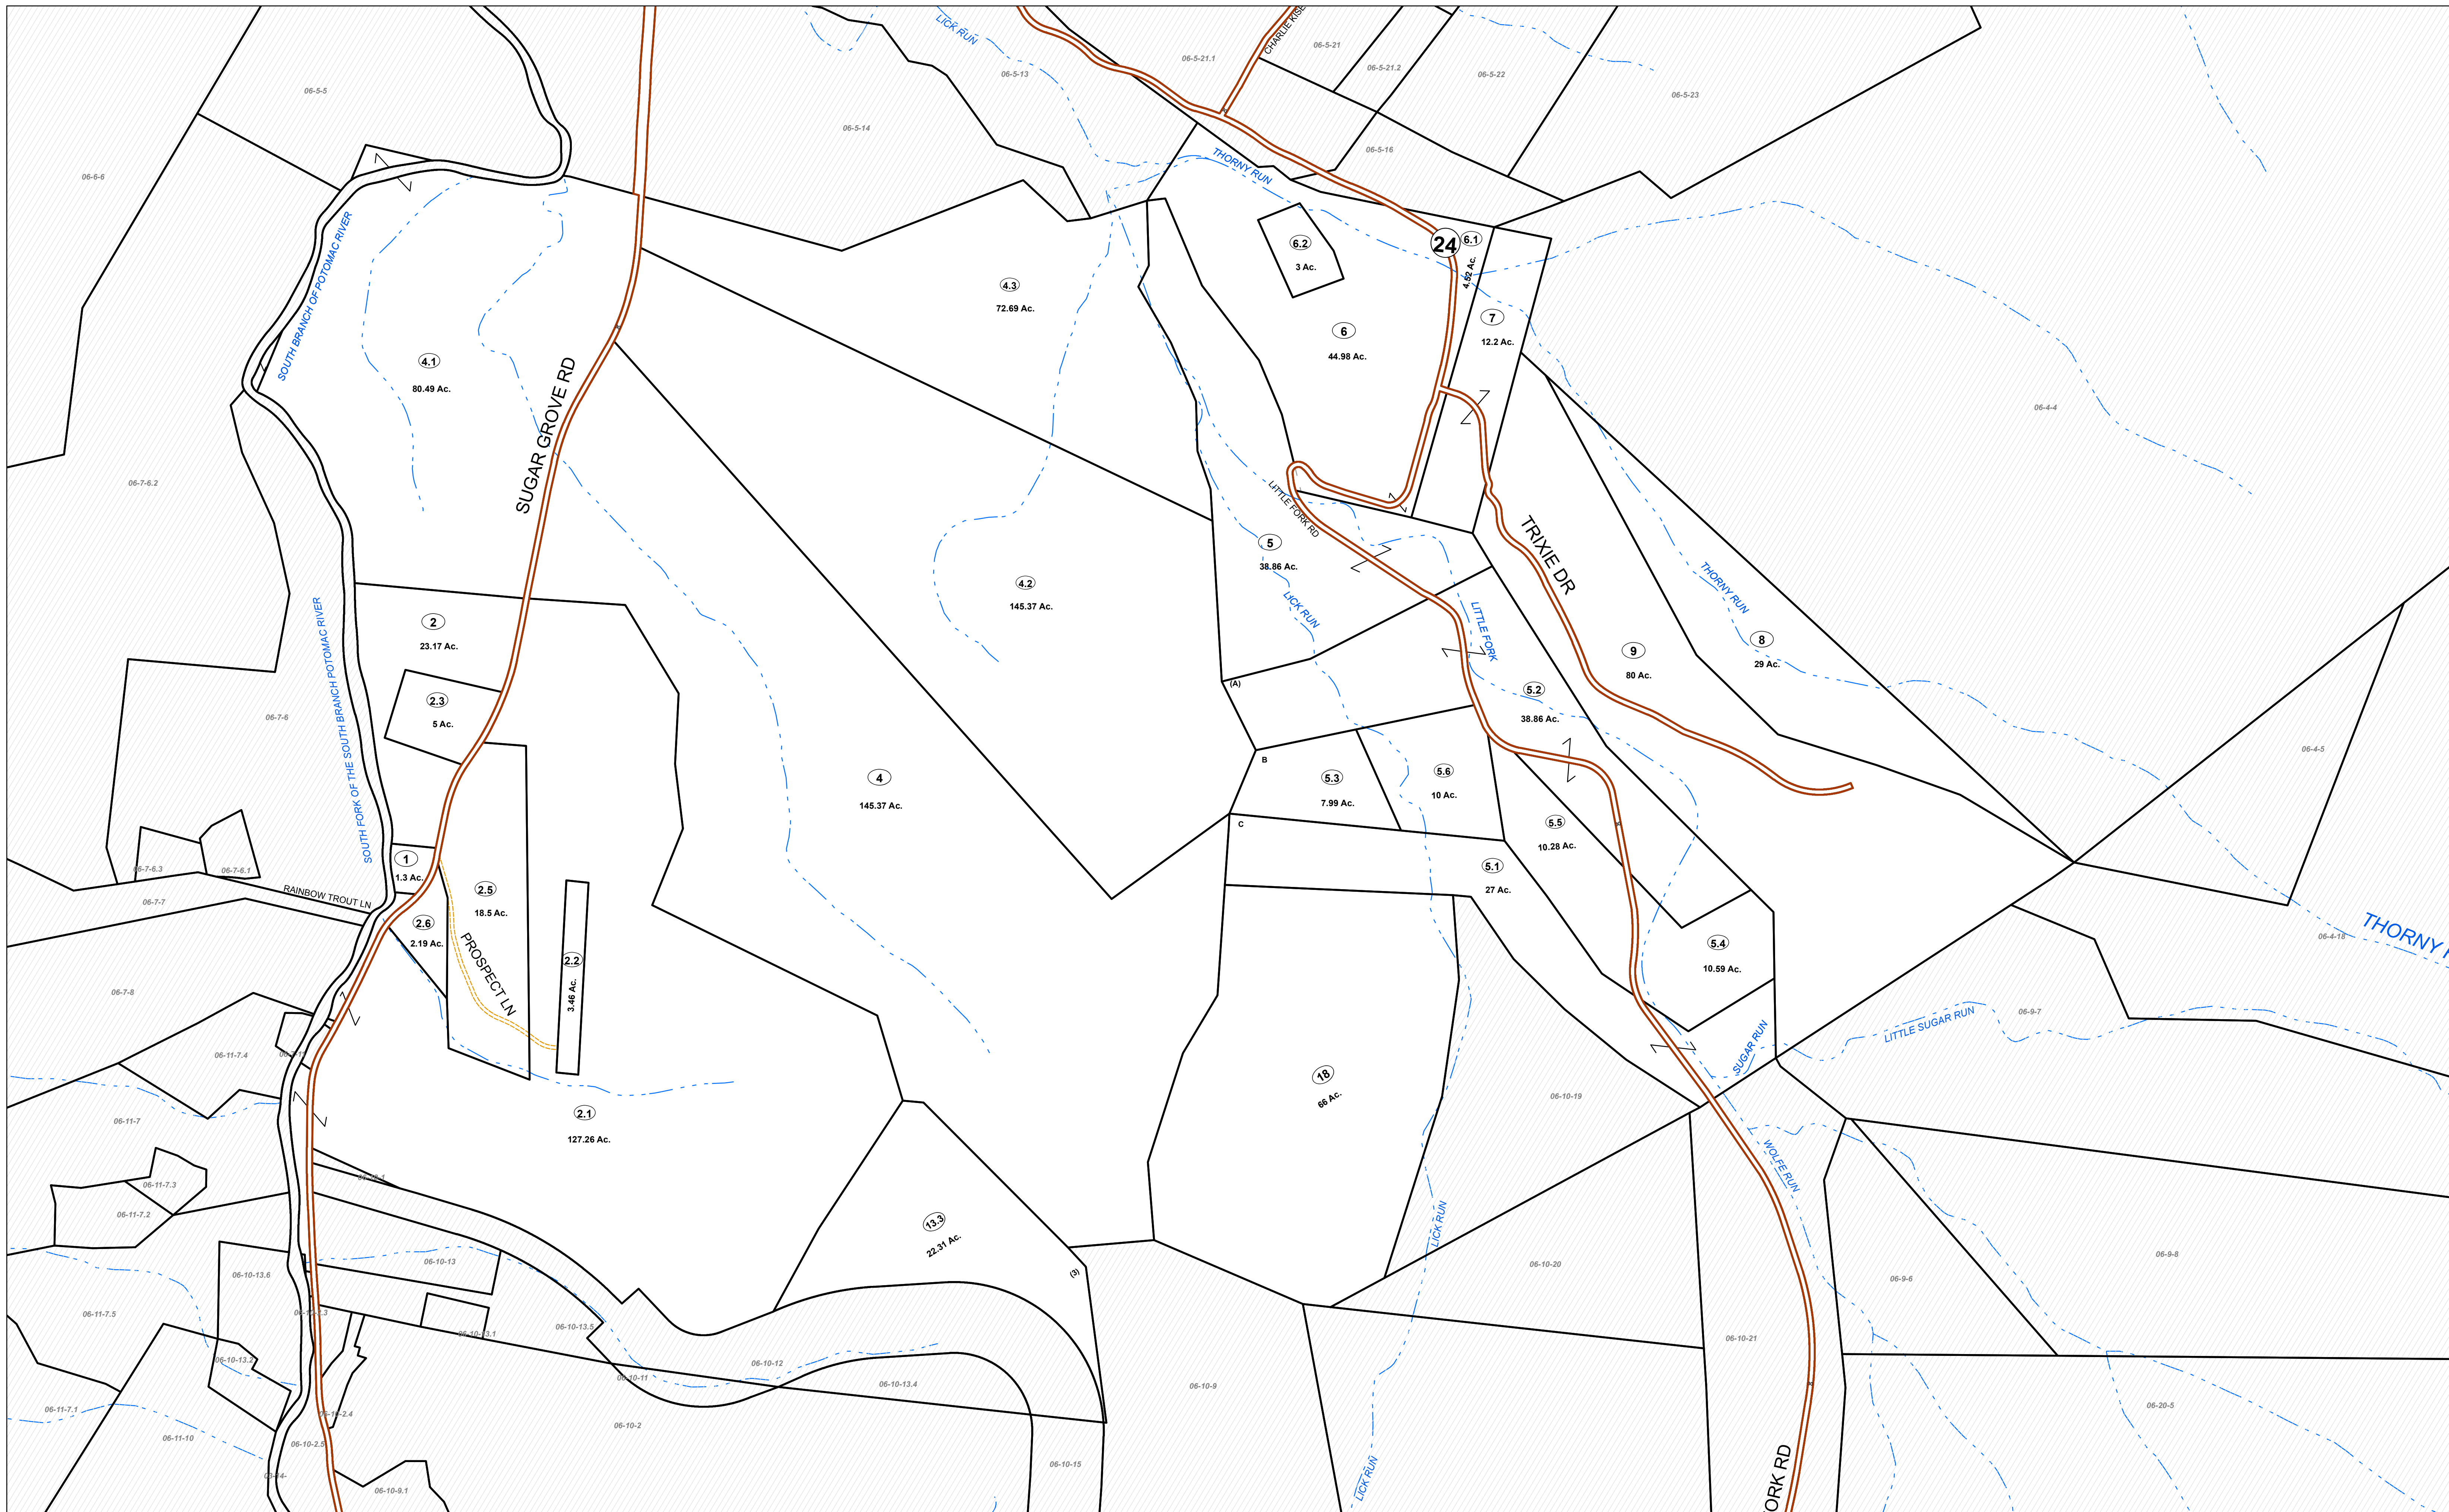 LICK RUN
CHARLIE KISE
06-5-5
06-5-13
06-5-21.1
06-5-21
06-5-21.2
06-5-22
06-5-23
06-5-14
06-5-16
06-6-6
THORNY RUN
SOUTH BRANCH OF POTOMAC RIVER
6.2
3 Ac.
24
6.1
4.52 Ac.
4.3
72.69 Ac.
7
12.2 Ac.
6
44.98 Ac.
4.1
80.49 Ac.
SUGAR GROVE RD
06-4-4
06-7-6.2
LITTLE FORK RD
5
38.86 Ac.
TRIXIE DR
4.2
145.37 Ac.
LICK RUN
LITTLE FORK
THORNY RUN
2
23.17 Ac.
SOUTH FORK OF THE SOUTH BRANCH POTOMAC RIVER
9
80 Ac.
8
29 Ac.
(A)
5.2
38.86 Ac.
2.3
5 Ac.
06-7-6
06-4-5
B
4
145.37 Ac.
5.3
7.99 Ac.
5.6
10 Ac.
C
5.5
10.28 Ac.
06-7-6.3
06-7-6.1
1
1.3 Ac.
5.1
27 Ac.
RAINBOW TROUT LN
06-7-7
2.5
18.5 Ac.
2.6
2.19 Ac.
PROSPECT LN
2.2
3.46 Ac.
5.4
10.59 Ac.
06-4-18
THORNY
06-7-8
06-9-7
LITTLE SUGAR RUN
SUGAR RUN
06-11-7.4
18
66 Ac.
06-10-19
06-11-7
2.1
127.26 Ac.
WOLFE RUN
06-11-7.3
06-11-7.2
13.3
22.31 Ac.
LICK RUN
(3)
06-10-13
06-10-13.6
06-10-20
06-9-8
06-9-6
06-11-7.5
06-10-13.5
06-10-13.1
06-10-21
06-10-13.2
06-10-12
06-10-11
06-10-13.4
06-10-9
06-11-7.1
06-10-2.4
06-10-2
06-20-5
06-11-10
06-10-2.5
06-10-15
LICK RUN
06-10-9.1
ORK RD